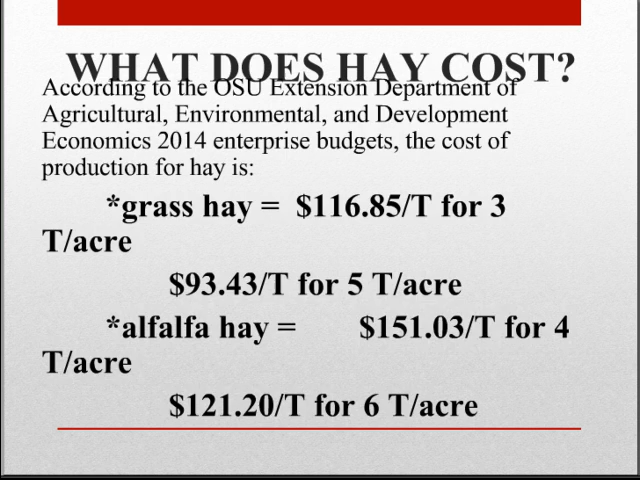 WHAT DOES HAY COST?
According to the OSU Extension Department of
Agricultural, Environmental, and Development
Economics 2014 enterprise budgets, the cost of
production for hay is:
*grass hay = $116.85/T for 3
T/acre
$93.43/T for 5 T/acre
*alfalfa hay = $151.03/T for 4
T/acre
$121.20/T for 6 T/acre